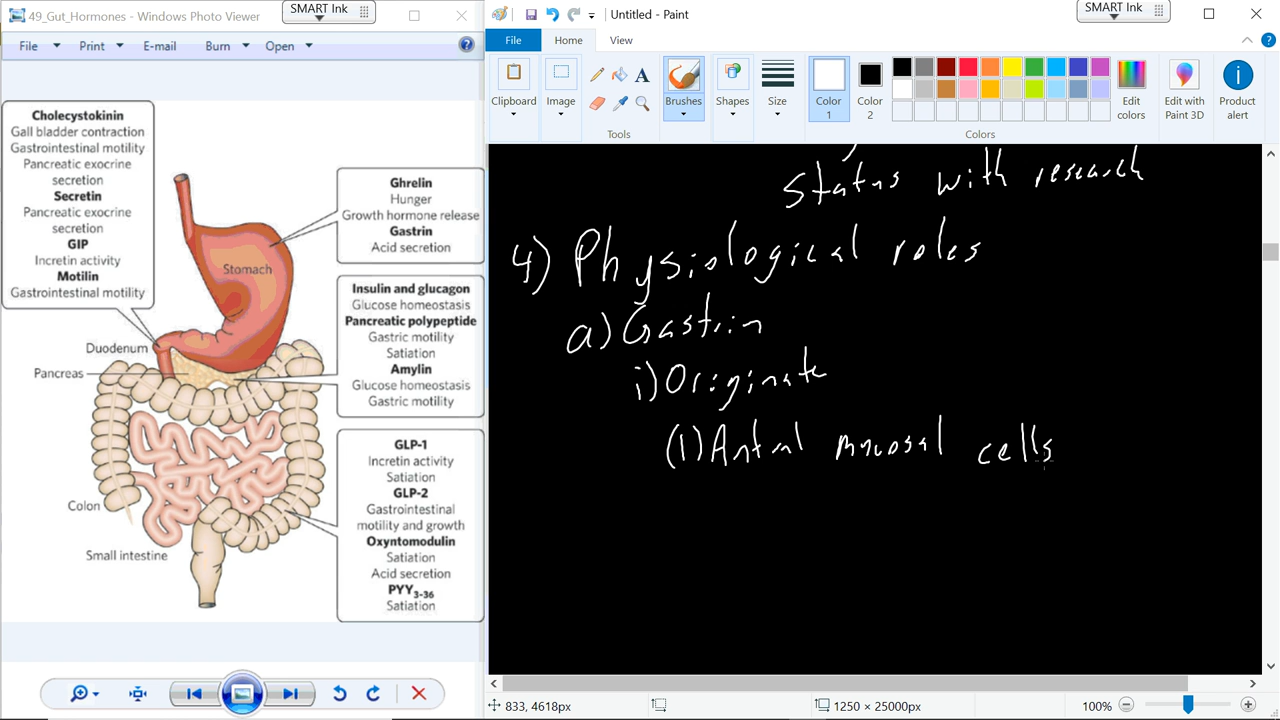 49_Gut_Hormones - Windows Photo Viewer
SMART Ink
File Print E-mail Burn Open
Cholecystokinin
Gall bladder contraction
Gastrointestinal motility
Pancreatic exocrine
secretion
Secretin
Pancreatic exocrine
secretion
GIP
Incretin activity
Motilin
Gastrointestinal motility
Ghrelin
Hunger
Growth hormone release
Gastrin
Acid secretion
Stomach
Insulin and glucagon
Glucose homeostasis
Pancreatic polypeptide
Gastric motility
Satiation
Amylin
Glucose homeostasis
Gastric motility
Duodenum
Pancreas
GLP-1
Incretin activity
Satiation
GLP-2
Gastrointestinal
motility and growth
Oxyntomodulin
Satiation
Acid secretion
PYY3-36
Satiation
Colon
Small intestine
Untitled - Paint
SMART Ink
File Home View
Clipboard
Image
Tools
Brushes
Shapes
Size
Color
1
Color
2
Edit
colors
Edit with
Paint 3D
Product
alert
Colors
Status with research
4) Physiological roles
a) Gastrin
i) Originate
(1) Antral mucosal cells
833, 4618px
1250 × 25000px
100%